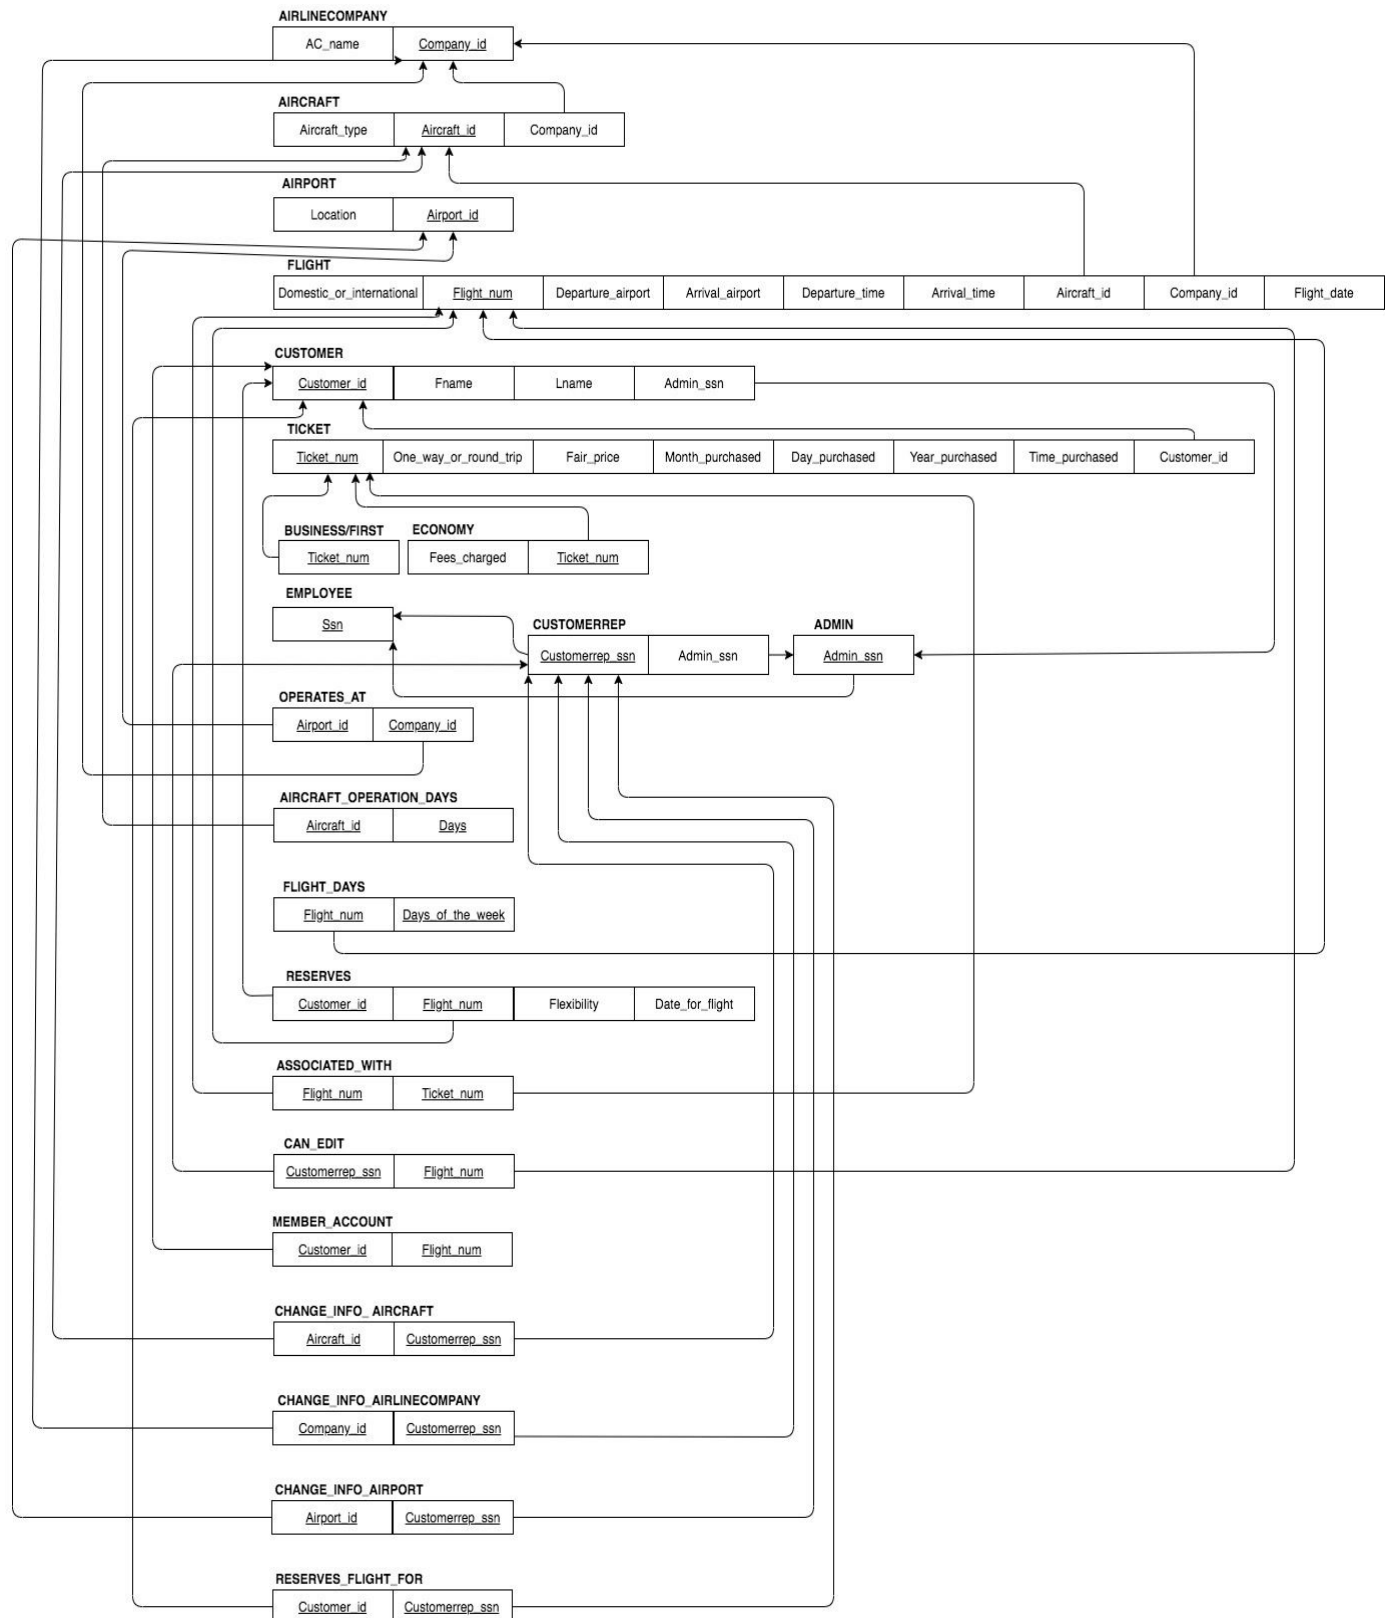 AIRLINECOMPANY
AC_name Company_id
AIRCRAFT
Aircraft_type Aircraft_id Company_id
AIRPORT
Location Airport_id
FLIGHT
Domestic_or_international Flight_num Departure_airport Arrival_airport Departure_time Arrival_time Aircraft_id Company_id Flight_date
CUSTOMER
Customer_id Fname Lname Admin_ssn
TICKET
Ticket_num One_way_or_round_trip Fair_price Month_purchased Day_purchased Year_purchased Time_purchased Customer_id
BUSINESS/FIRST ECONOMY
Ticket_num Fees_charged Ticket_num
EMPLOYEE
Ssn
CUSTOMERREP ADMIN
Customerrep_ssn Admin_ssn Admin_ssn
OPERATES_AT
Airport_id Company_id
AIRCRAFT_OPERATION_DAYS
Aircraft_id Days
FLIGHT_DAYS
Flight_num Days_of_the_week
RESERVES
Customer_id Flight_num Flexibility Date_for_flight
ASSOCIATED_WITH
Flight_num Ticket_num
CAN_EDIT
Customerrep_ssn Flight_num
MEMBER_ACCOUNT
Customer_id Flight_num
CHANGE_INFO_ AIRCRAFT
Aircraft_id Customerrep_ssn
CHANGE_INFO_AIRLINECOMPANY
Company_id Customerrep_ssn
CHANGE_INFO_AIRPORT
Airport_id Customerrep_ssn
RESERVES_FLIGHT_FOR
Customer_id Customerrep_ssn